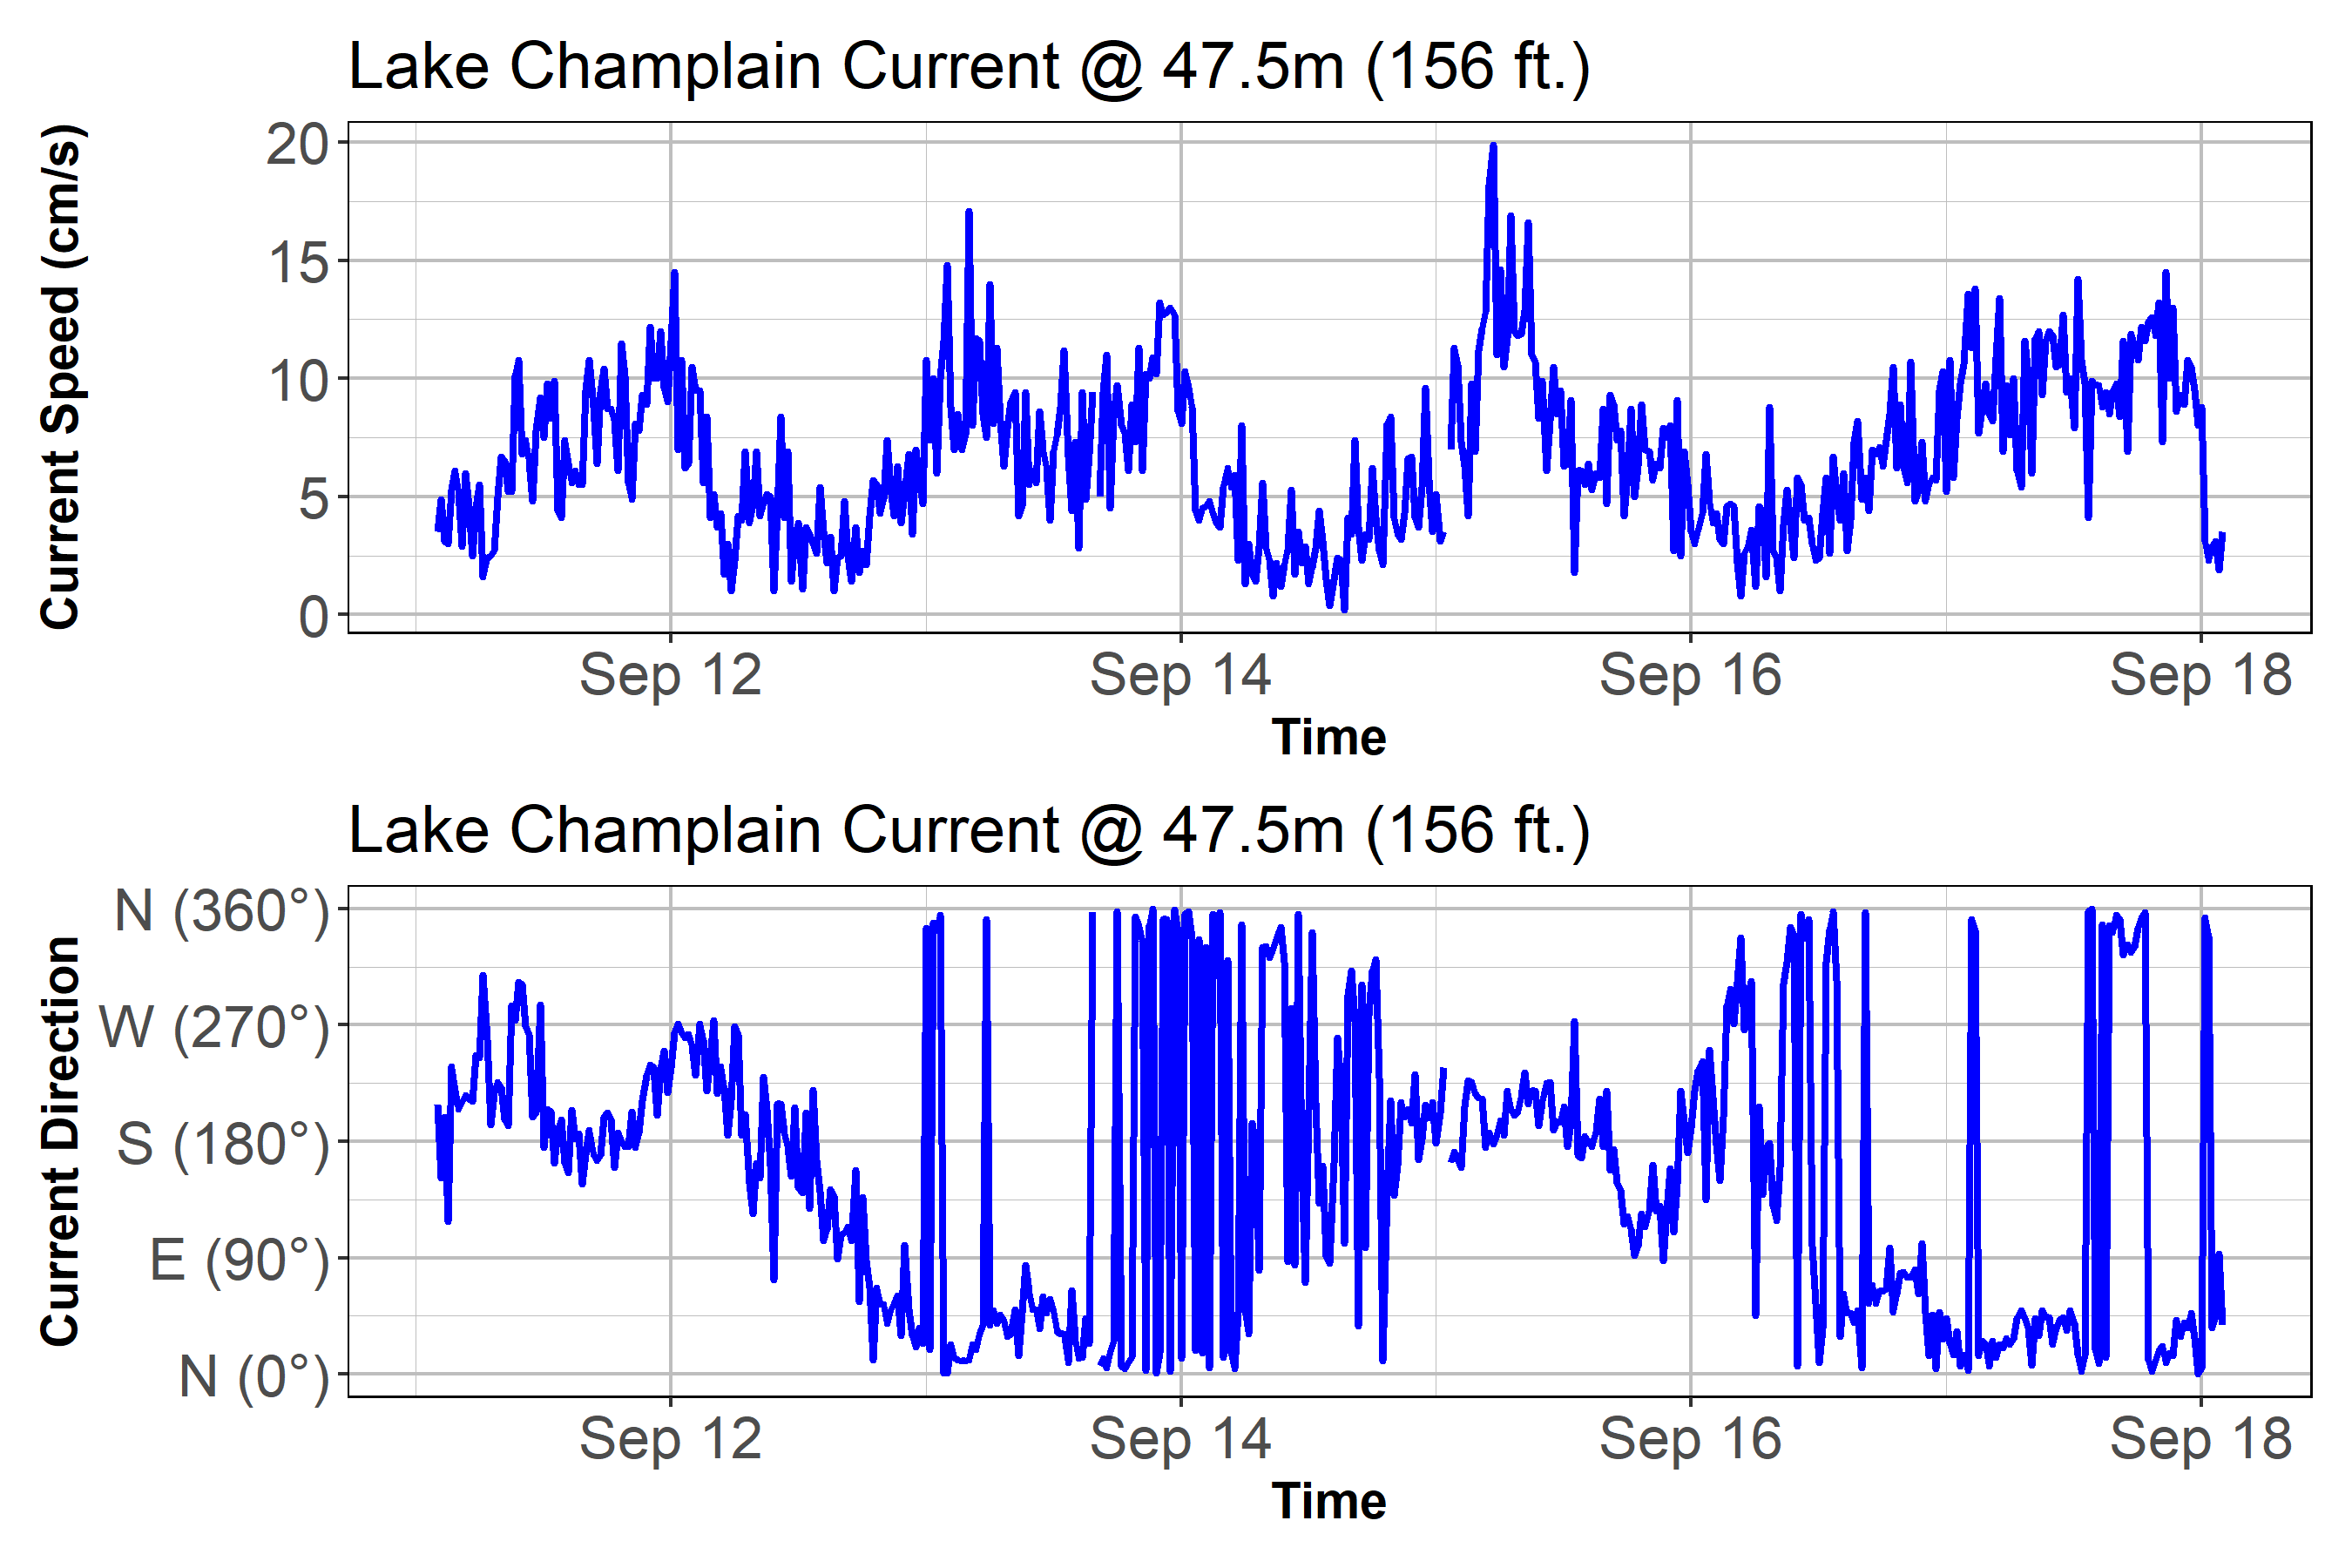 Lake Champlain Current @ 47.5m (156 ft.)
Current Speed (cm/s)
20
15
10
5
0
Sep 12 Sep 14 Sep 16 Sep 18
Time
Lake Champlain Current @ 47.5m (156 ft.)
Current Direction
N (360°)
W (270°)
S (180°)
E (90°)
N (0°)
Sep 12 Sep 14 Sep 16 Sep 18
Time